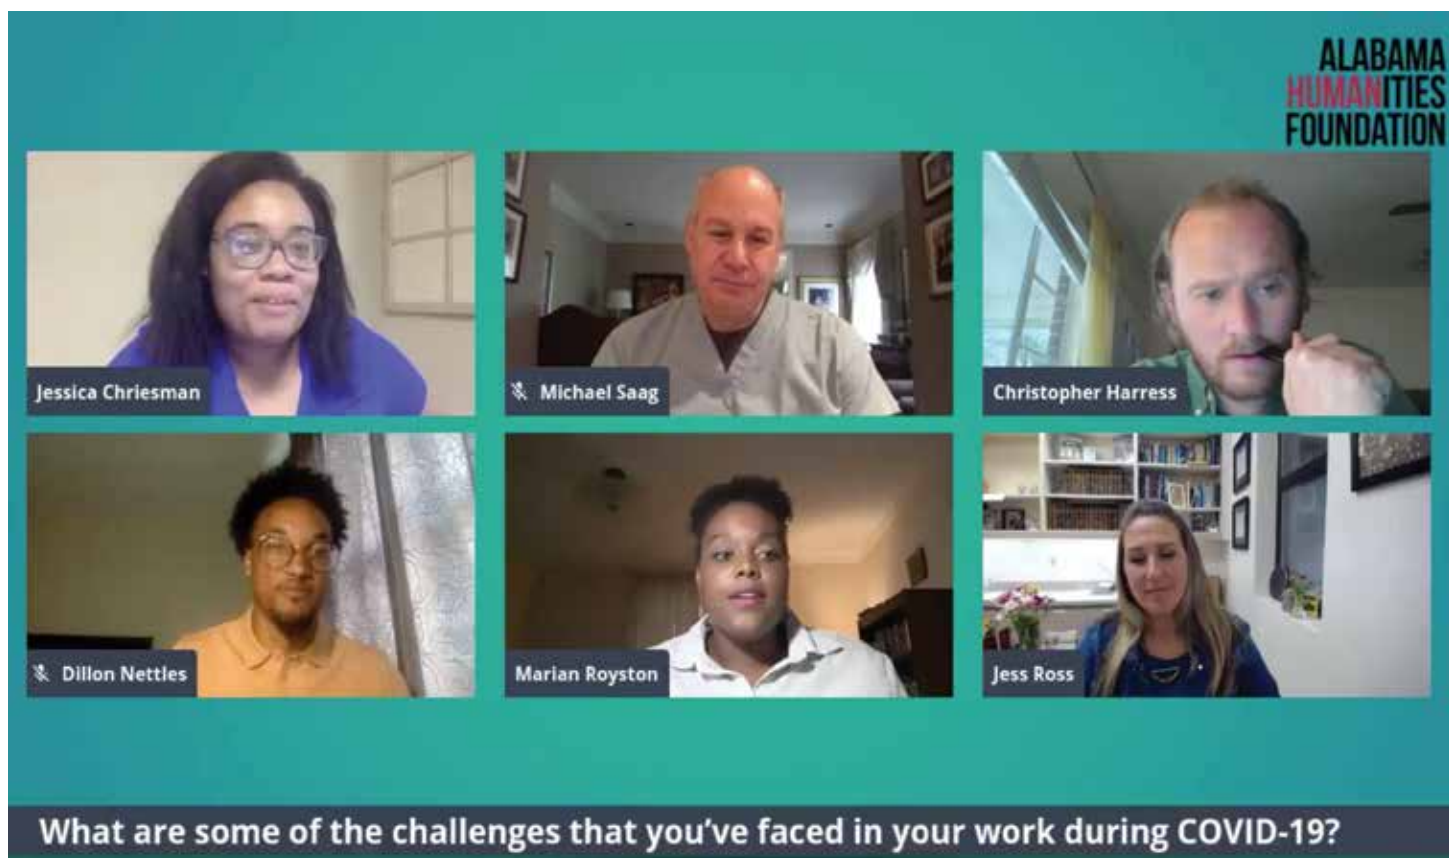 ALABAMA
HUMANITIES
FOUNDATION
Jessica Chriesman
Michael Saag
Christopher Harress
Dillon Nettles
Marian Royston
Jess Ross
What are some of the challenges that you've faced in your work during COVID-19?